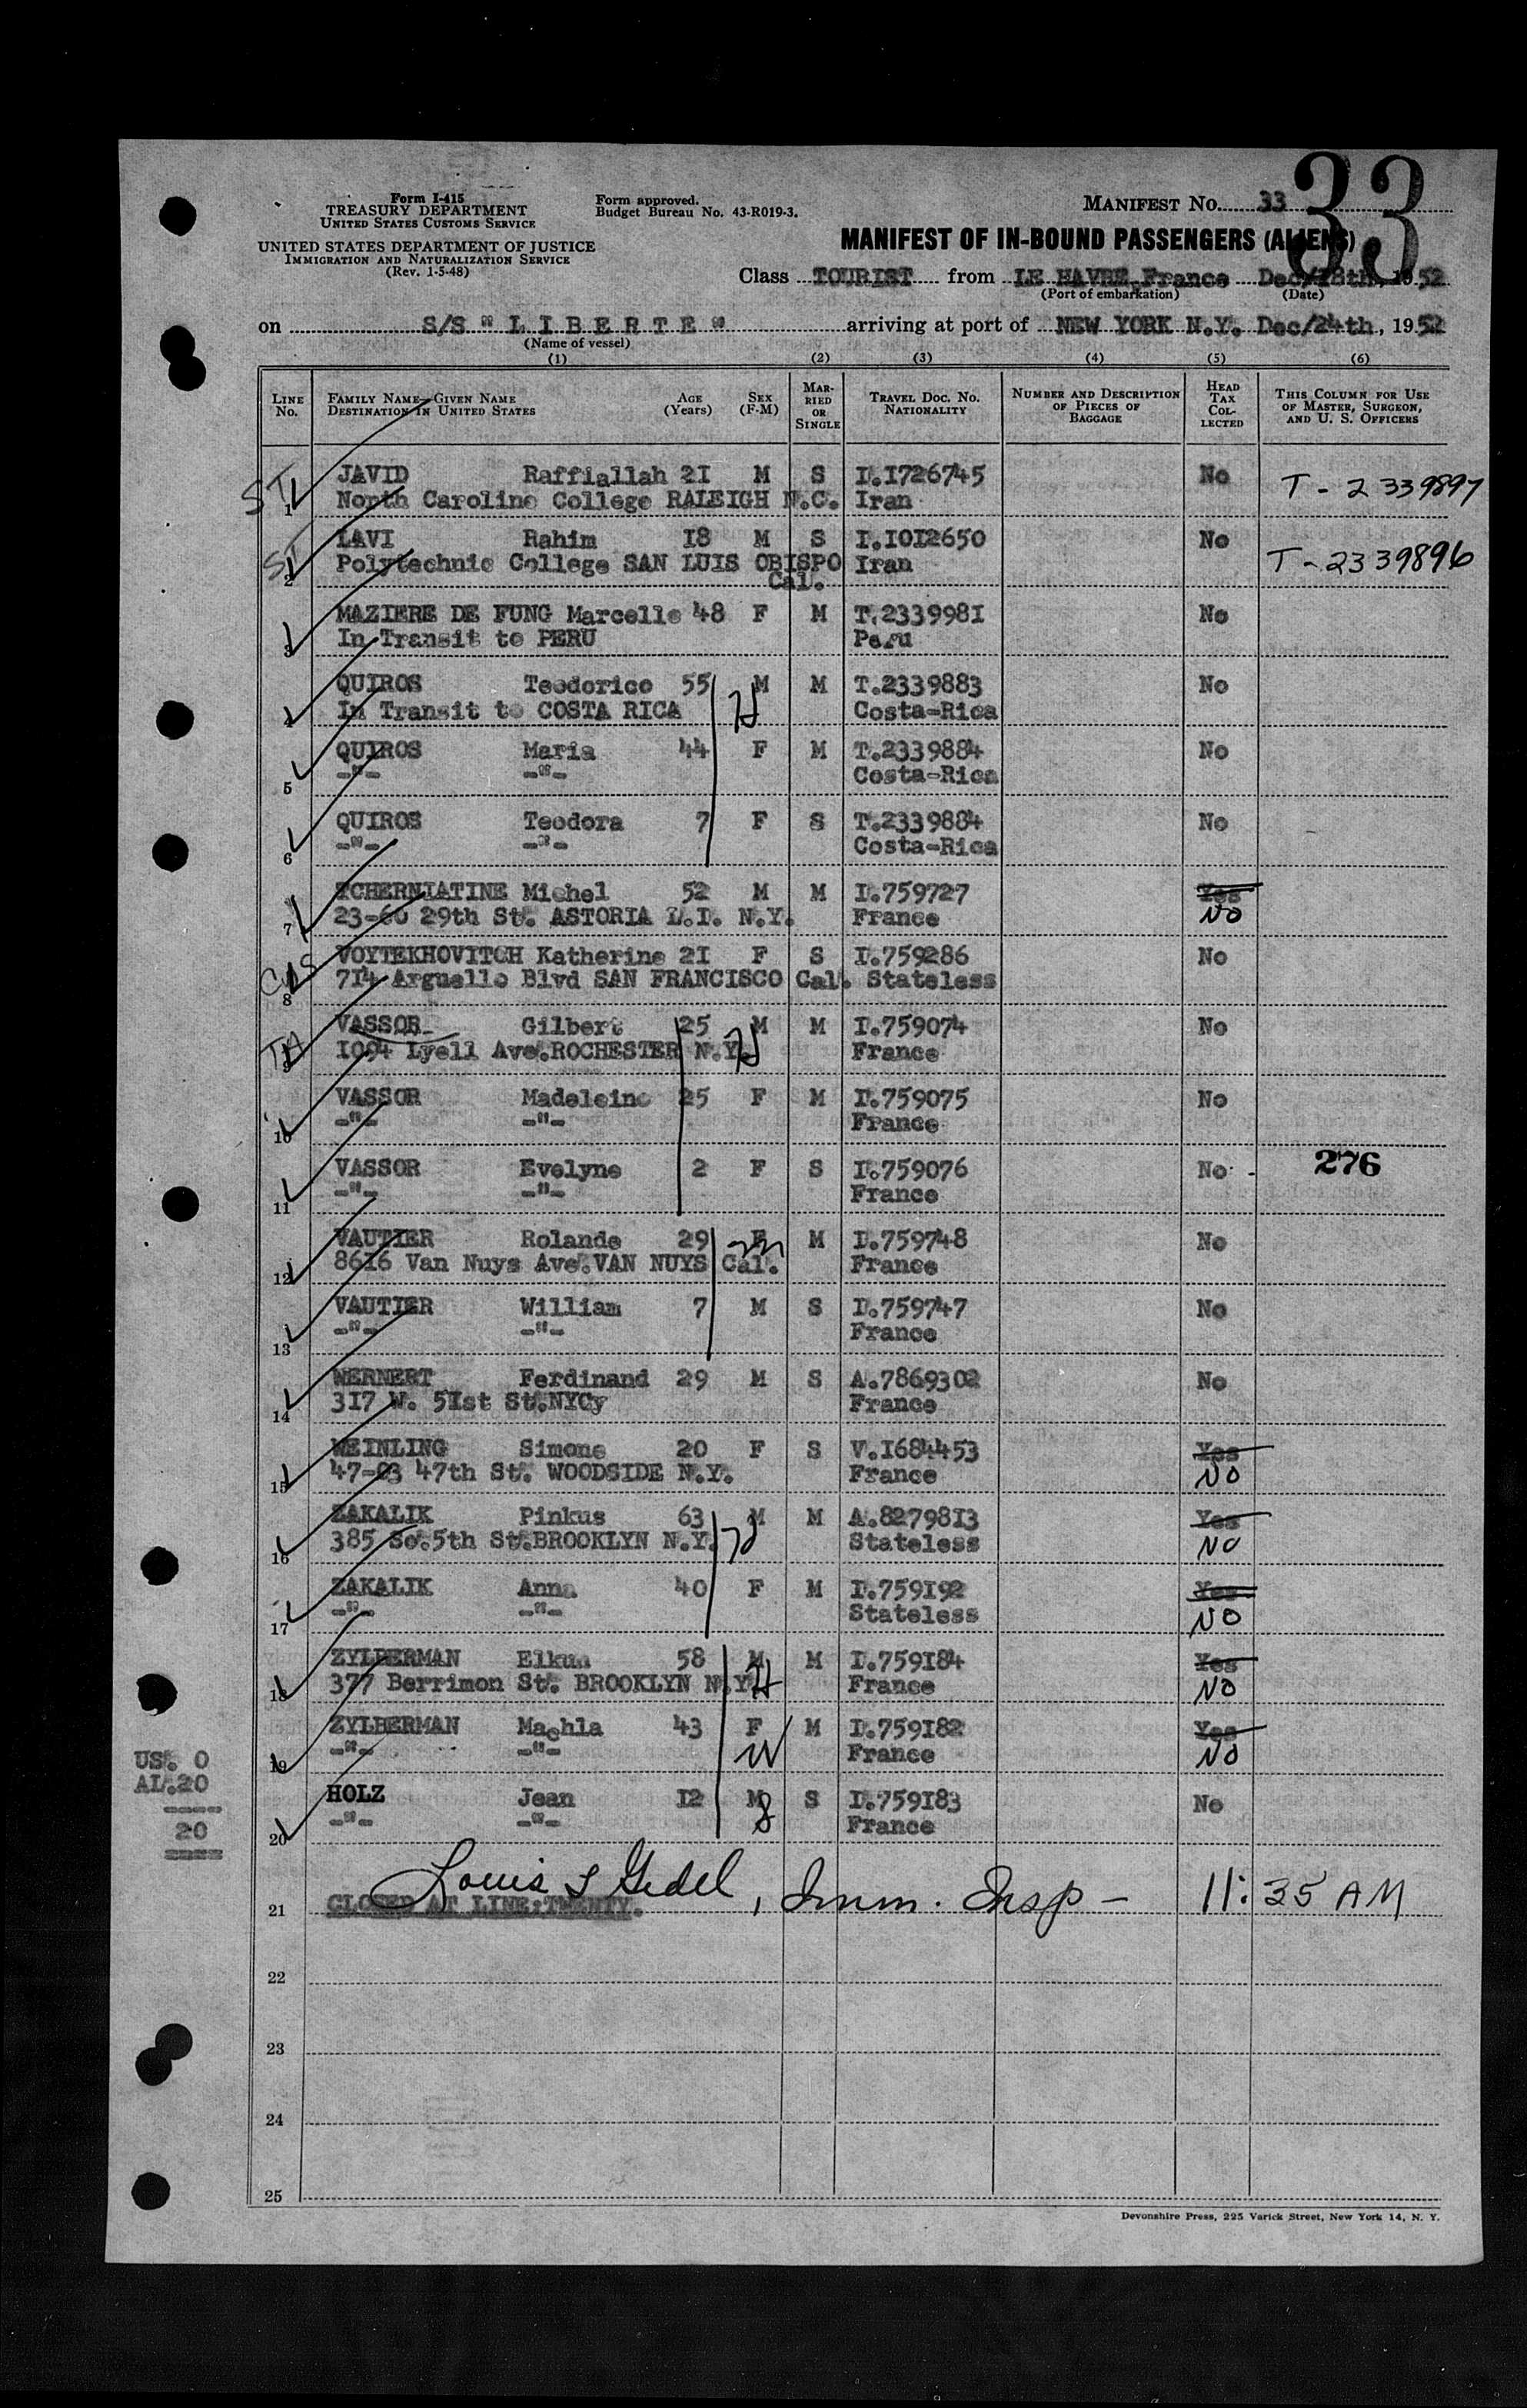 Form I-415
TREASURY DEPARTMENT
UNITED STATES CUSTOMS SERVICE
UNITED STATES DEPARTMENT OF JUSTICE
IMMIGRATION AND NATURALIZATION SERVICE
(Rev. 1-5-48)
Form approved.
Budget Bureau No. 43-R019-3.
MANIFEST No. 33
33
MANIFEST OF IN-BOUND PASSENGERS (ALIENS)
Class TOURIST from LE HAVRE,France Dec/18th, 1952
(Port of embarkation) (Date)
on S/S " L I B E R T E " arriving at port of NEW YORK N.Y. Dec/24th., 1952
(Name of vessel)
(1) (2) (3) (4) (5) (6)
LINE No. FAMILY NAME—GIVEN NAME DESTINATION IN UNITED STATES AGE (Years) SEX (F-M) MARRIED OR SINGLE TRAVEL DOC. NO. NATIONALITY NUMBER AND DESCRIPTION OF PIECES OF BAGGAGE HEAD TAX COLLECTED THIS COLUMN FOR USE OF MASTER, SURGEON, AND U. S. OFFICERS
ST 1 JAVID Raffiallah 21 M S I.1726745 No T-2339897
North Caroline College RALEIGH N.C. Iran
ST 2 LAVI Rahim 18 M S I.1012650 No T-2339896
Polytechnic College SAN LUIS OBISPO Cal. Iran
3 MAZIERE DE FUNG Marcelle 48 F M T.2339981 No
In Transit to PERU Peru
4 QUIROS Teodorico 55 M M T.2339883 No
In Transit to COSTA RICA Costa-Rica
5 QUIROS Maria 44 F M T.2339884 No
-"- -"- Costa-Rica
6 QUIROS Teodora 7 F S T.2339884 No
-"- -"- Costa-Rica
7 TCHERNIATINE Michel 52 M M I.759727 Yes
23-60 29th St. ASTORIA L.I. N.Y. France No
8 VOYTEKHOVITCH Katherine 21 F S I.759286 No
714 Arguello Blvd SAN FRANCISCO Cal. Stateless
9 VASSOR Gilbert 25 M M I.759074 No
1094 Lyell Ave.ROCHESTER N.Y. France
10 VASSOR Madeleine 25 F M I.759075 No
-"- -"- France
11 VASSOR Evelyne 2 F S I.759076 No 276
-"- -"- France
12 VAUTIER Rolande 29 F M I.759748 No
8616 Van Nuys Ave.VAN NUYS Cal. France
13 VAUTIER William 7 M S I.759747 No
-"- -"- France
14 WERNERT Ferdinand 29 M S A.7869302 No
317 W. 51st St.NYCy France
15 WEINLING Simone 20 F S V.1684453 Yes
47-03 47th St. WOODSIDE N.Y. France No
16 ZAKALIK Pinkus 63 M M A.8279813 Yes
385 So.5th St.BROOKLYN N.Y. Stateless No
17 ZAKALIK Anna 40 F M I.759192 Yes
-"- -"- Stateless No
18 ZYLBERMAN Elkun 58 M M I.759184 Yes
377 Berrimon St. BROOKLYN N.Y. H France No
19 ZYLBERMAN Machla 43 F M I.759182 Yes
-"- -"- W France No
US. 0
AL.20
20
20 HOLZ Jean 12 M S I.759183 No
-"- -"- France
21 CLOSED AT LINE:TWENTY. Louis Gedel, Imm. Insp - 11:35 AM
22
23
24
25
Devonshire Press, 225 Varick Street, New York 14, N. Y.